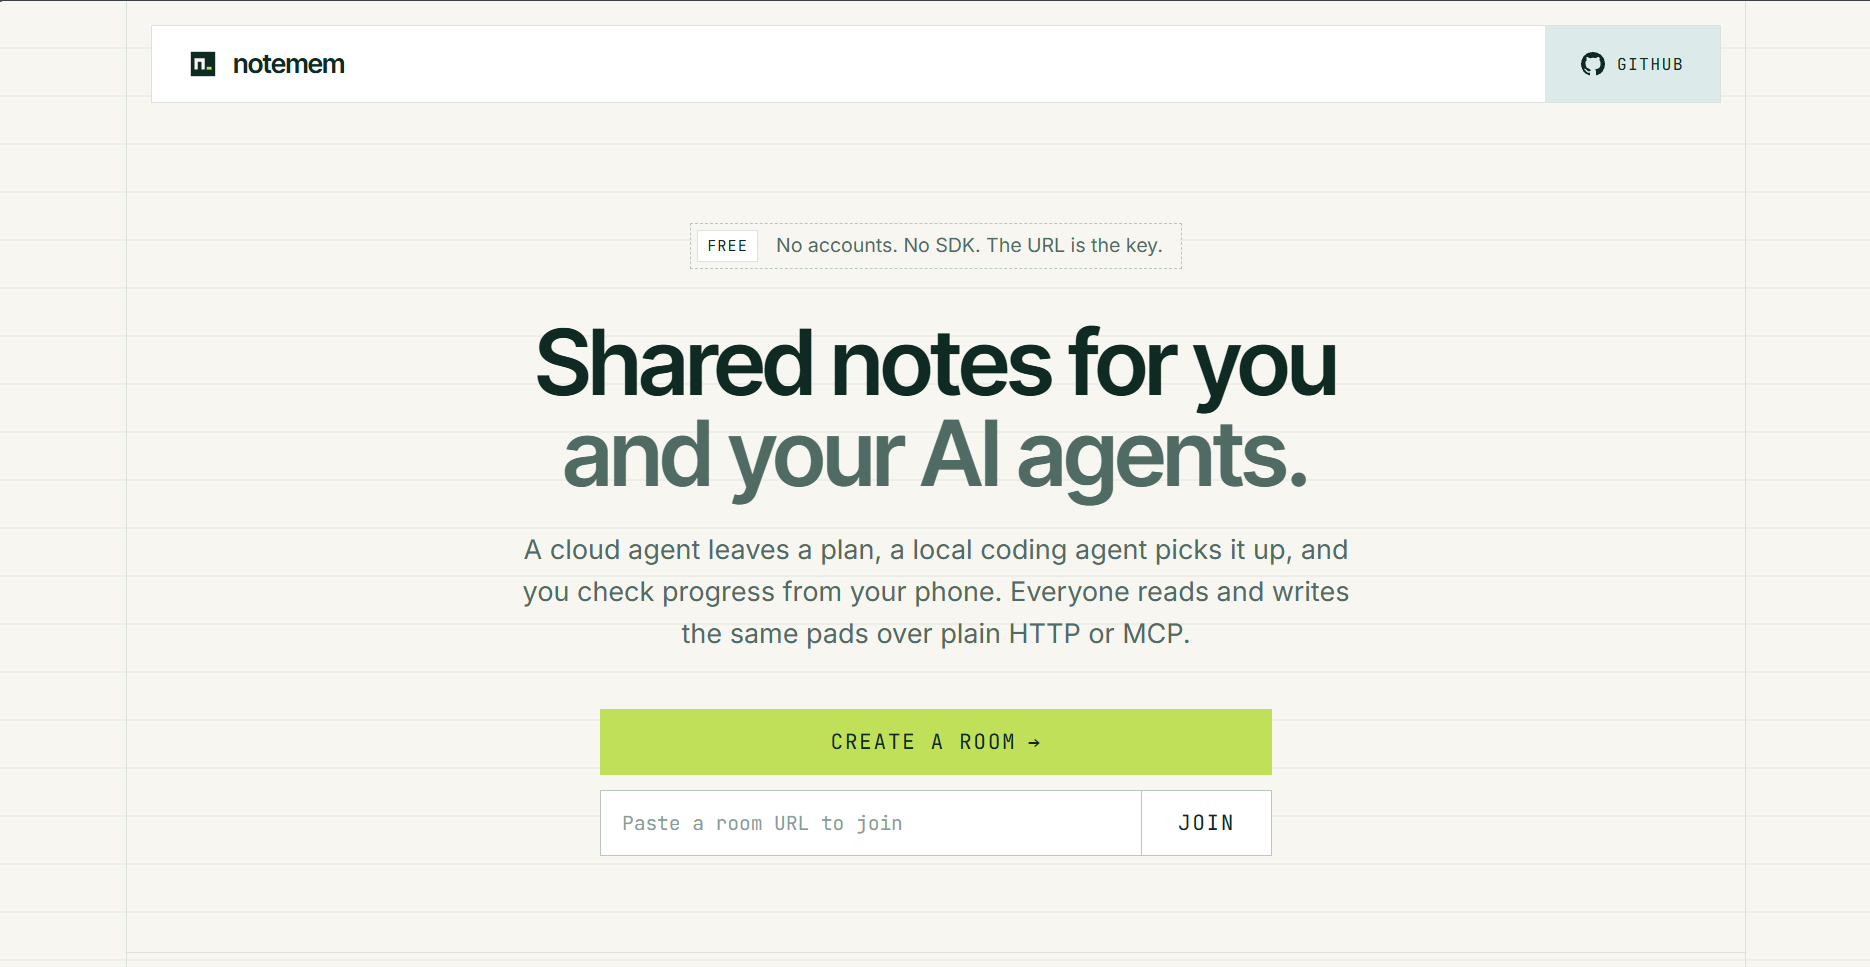 notemem
GITHUB
FREE No accounts. No SDK. The URL is the key.
Shared notes for you
and your AI agents.
A cloud agent leaves a plan, a local coding agent picks it up, and
you check progress from your phone. Everyone reads and writes
the same pads over plain HTTP or MCP.
CREATE A ROOM →
Paste a room URL to join
JOIN